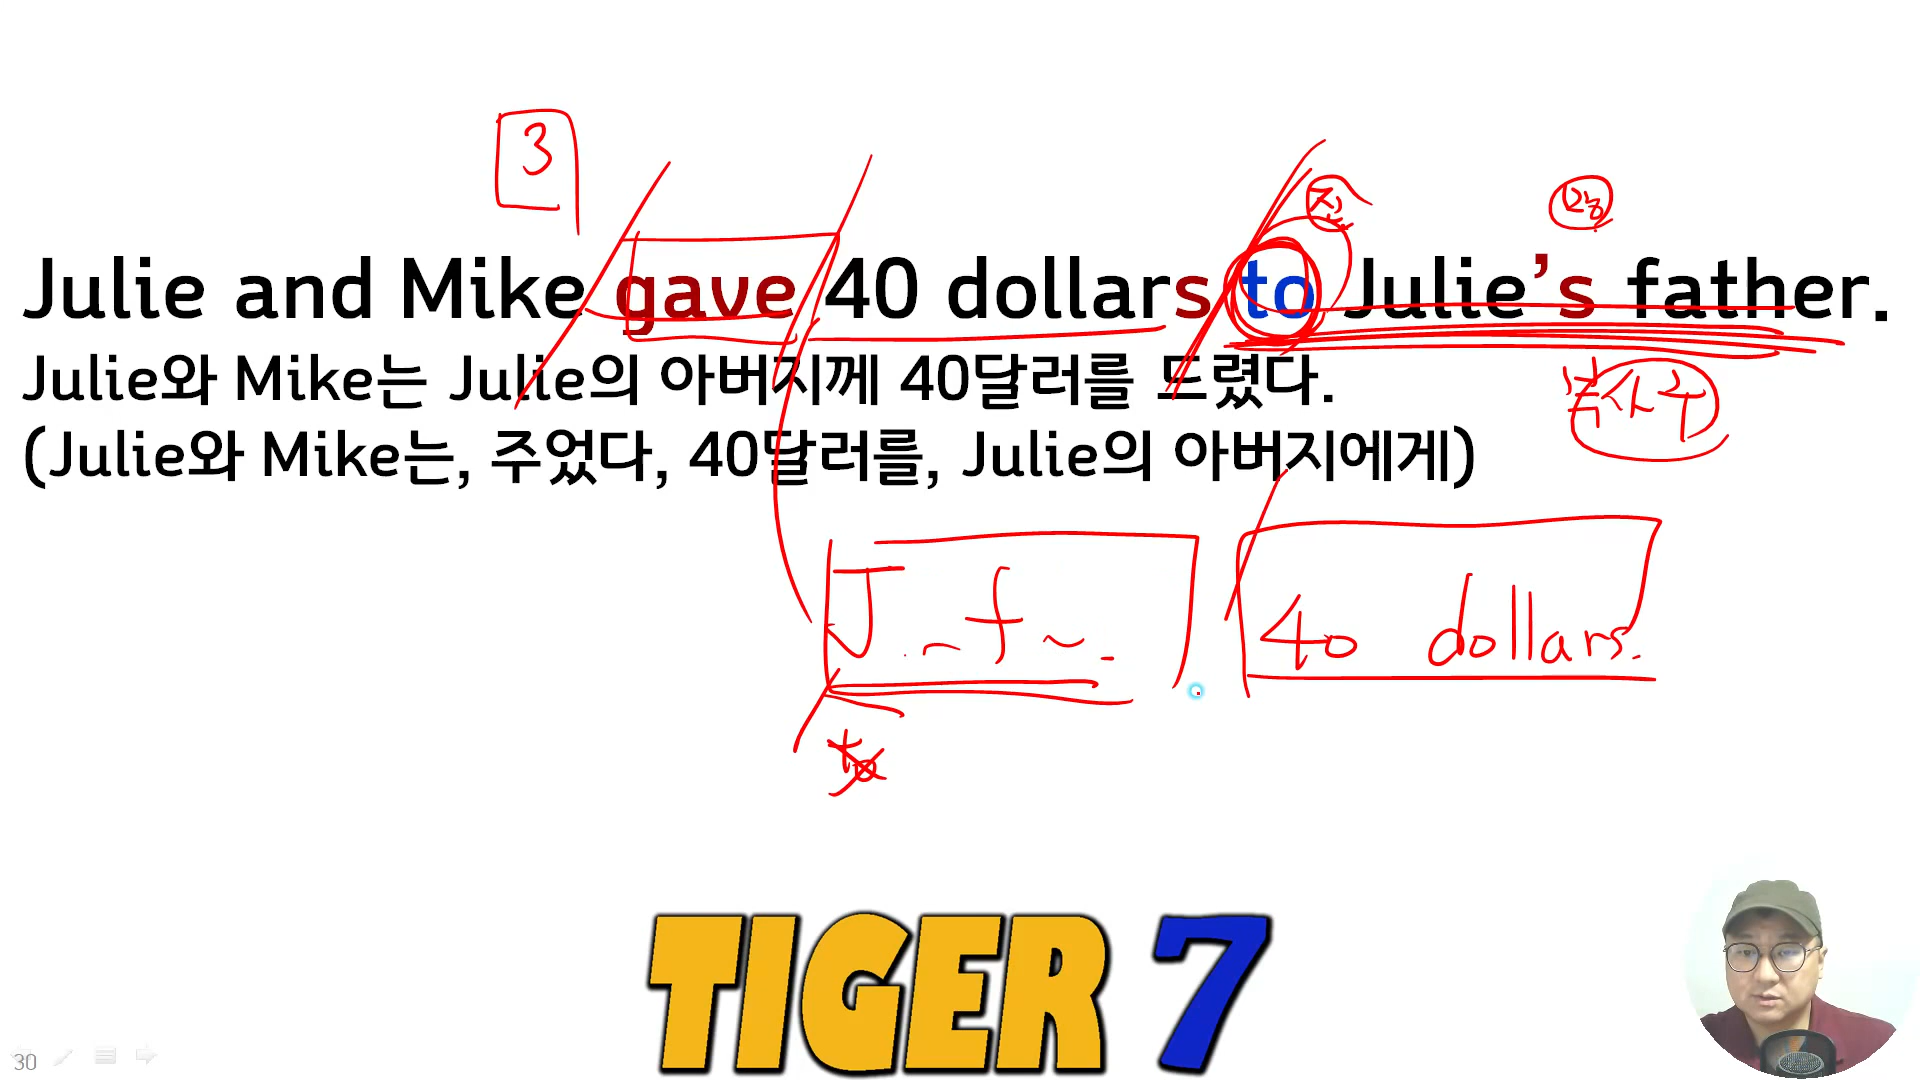 3
전 명
Julie and Mike gave 40 dollars to Julie’s father.
Julie와 Mike는 Julie의 아버지께 40달러를 드렸다.
부사구
(Julie와 Mike는, 주었다, 40달러를, Julie의 아버지에게)
J. ~ f ~. 40 dollars.
to
TIGER 7
30